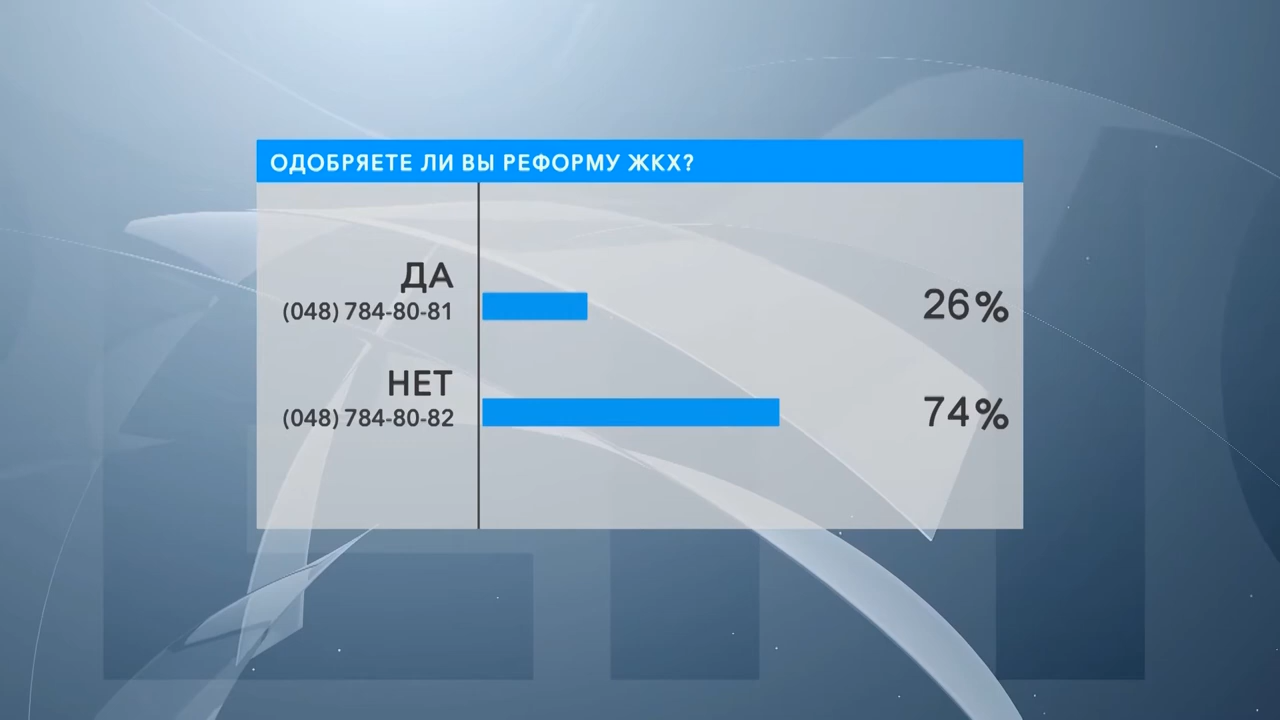 ОДОБРЯЕТЕ ЛИ ВЫ РЕФОРМУ ЖКХ?
ДА
(048) 784-80-81
26%
НЕТ
(048) 784-80-82
74%